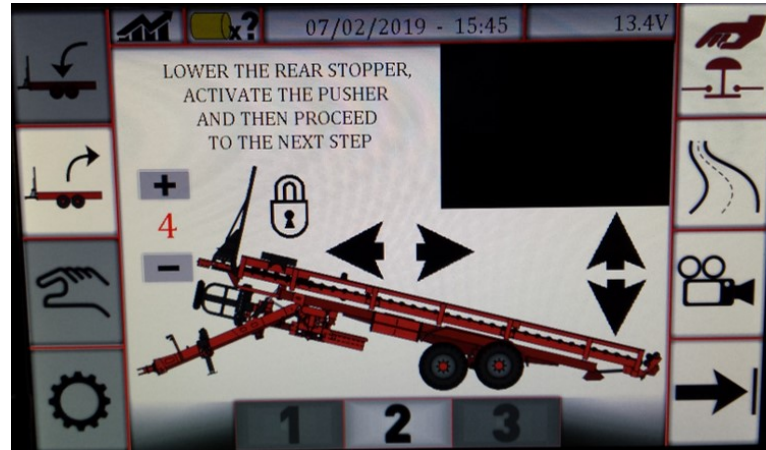 x?
07/02/2019 - 15:45
13.4V
LOWER THE REAR STOPPER,
ACTIVATE THE PUSHER
AND THEN PROCEED
TO THE NEXT STEP
+
4
-
1 2 3